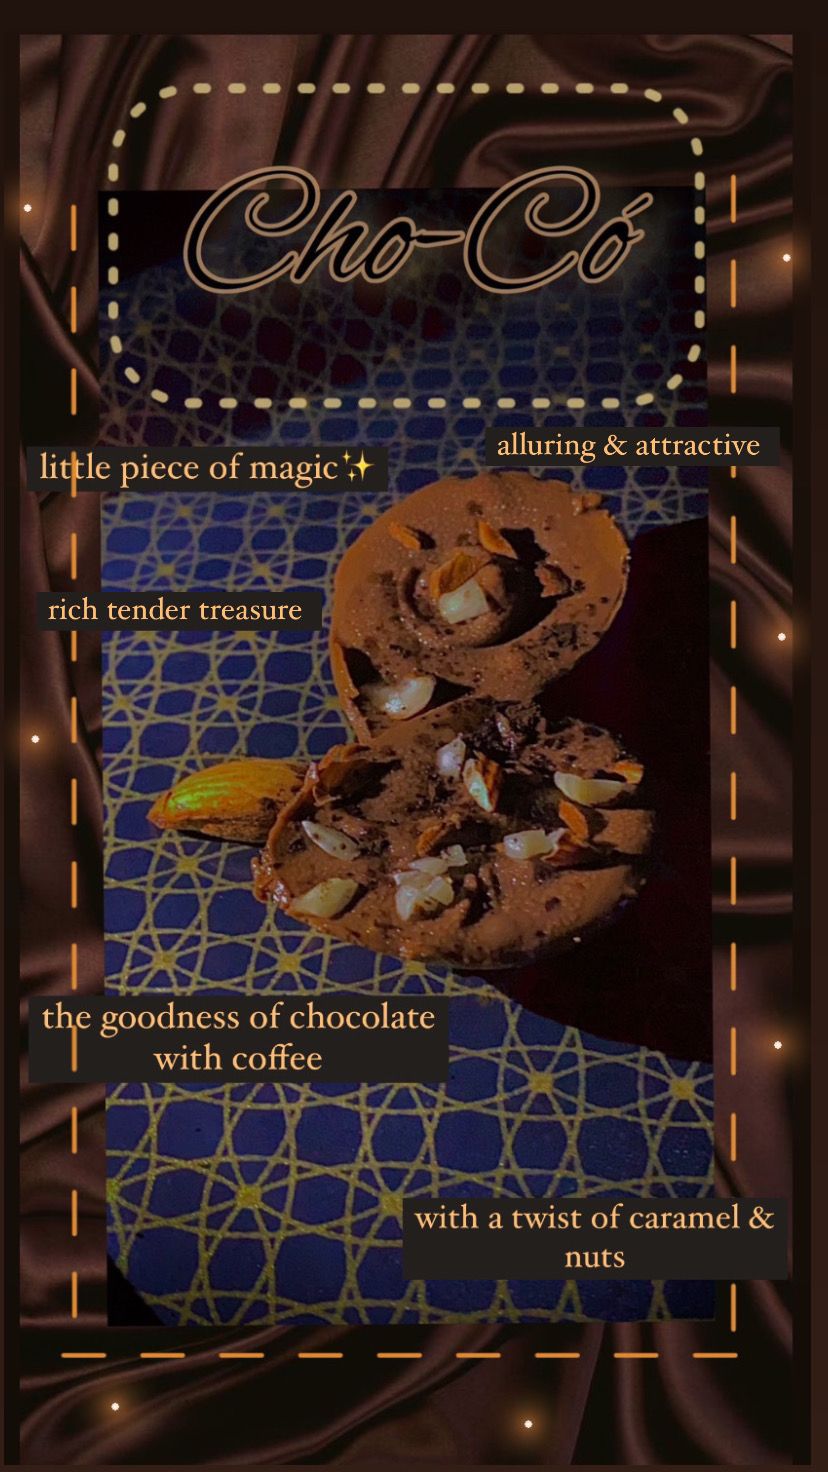 Cho-Có
alluring & attractive
little piece of magic✨
rich tender treasure
the goodness of chocolate
with coffee
with a twist of caramel &
nuts